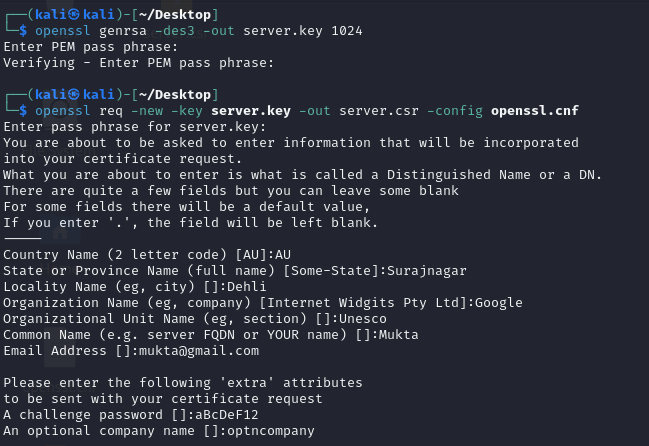 ┌──(kali㉿kali)-[~/Desktop]
└─$ openssl genrsa -des3 -out server.key 1024
Enter PEM pass phrase:
Verifying - Enter PEM pass phrase:
┌──(kali㉿kali)-[~/Desktop]
└─$ openssl req -new -key server.key -out server.csr -config openssl.cnf
Enter pass phrase for server.key:
You are about to be asked to enter information that will be incorporated
into your certificate request.
What you are about to enter is what is called a Distinguished Name or a DN.
There are quite a few fields but you can leave some blank
For some fields there will be a default value,
If you enter '.', the field will be left blank.
-----
Country Name (2 letter code) [AU]:AU
State or Province Name (full name) [Some-State]:Surajnagar
Locality Name (eg, city) []:Dehli
Organization Name (eg, company) [Internet Widgits Pty Ltd]:Google
Organizational Unit Name (eg, section) []:Unesco
Common Name (e.g. server FQDN or YOUR name) []:Mukta
Email Address []:mukta@gmail.com
Please enter the following 'extra' attributes
to be sent with your certificate request
A challenge password []:aBcDeF12
An optional company name []:optncompany